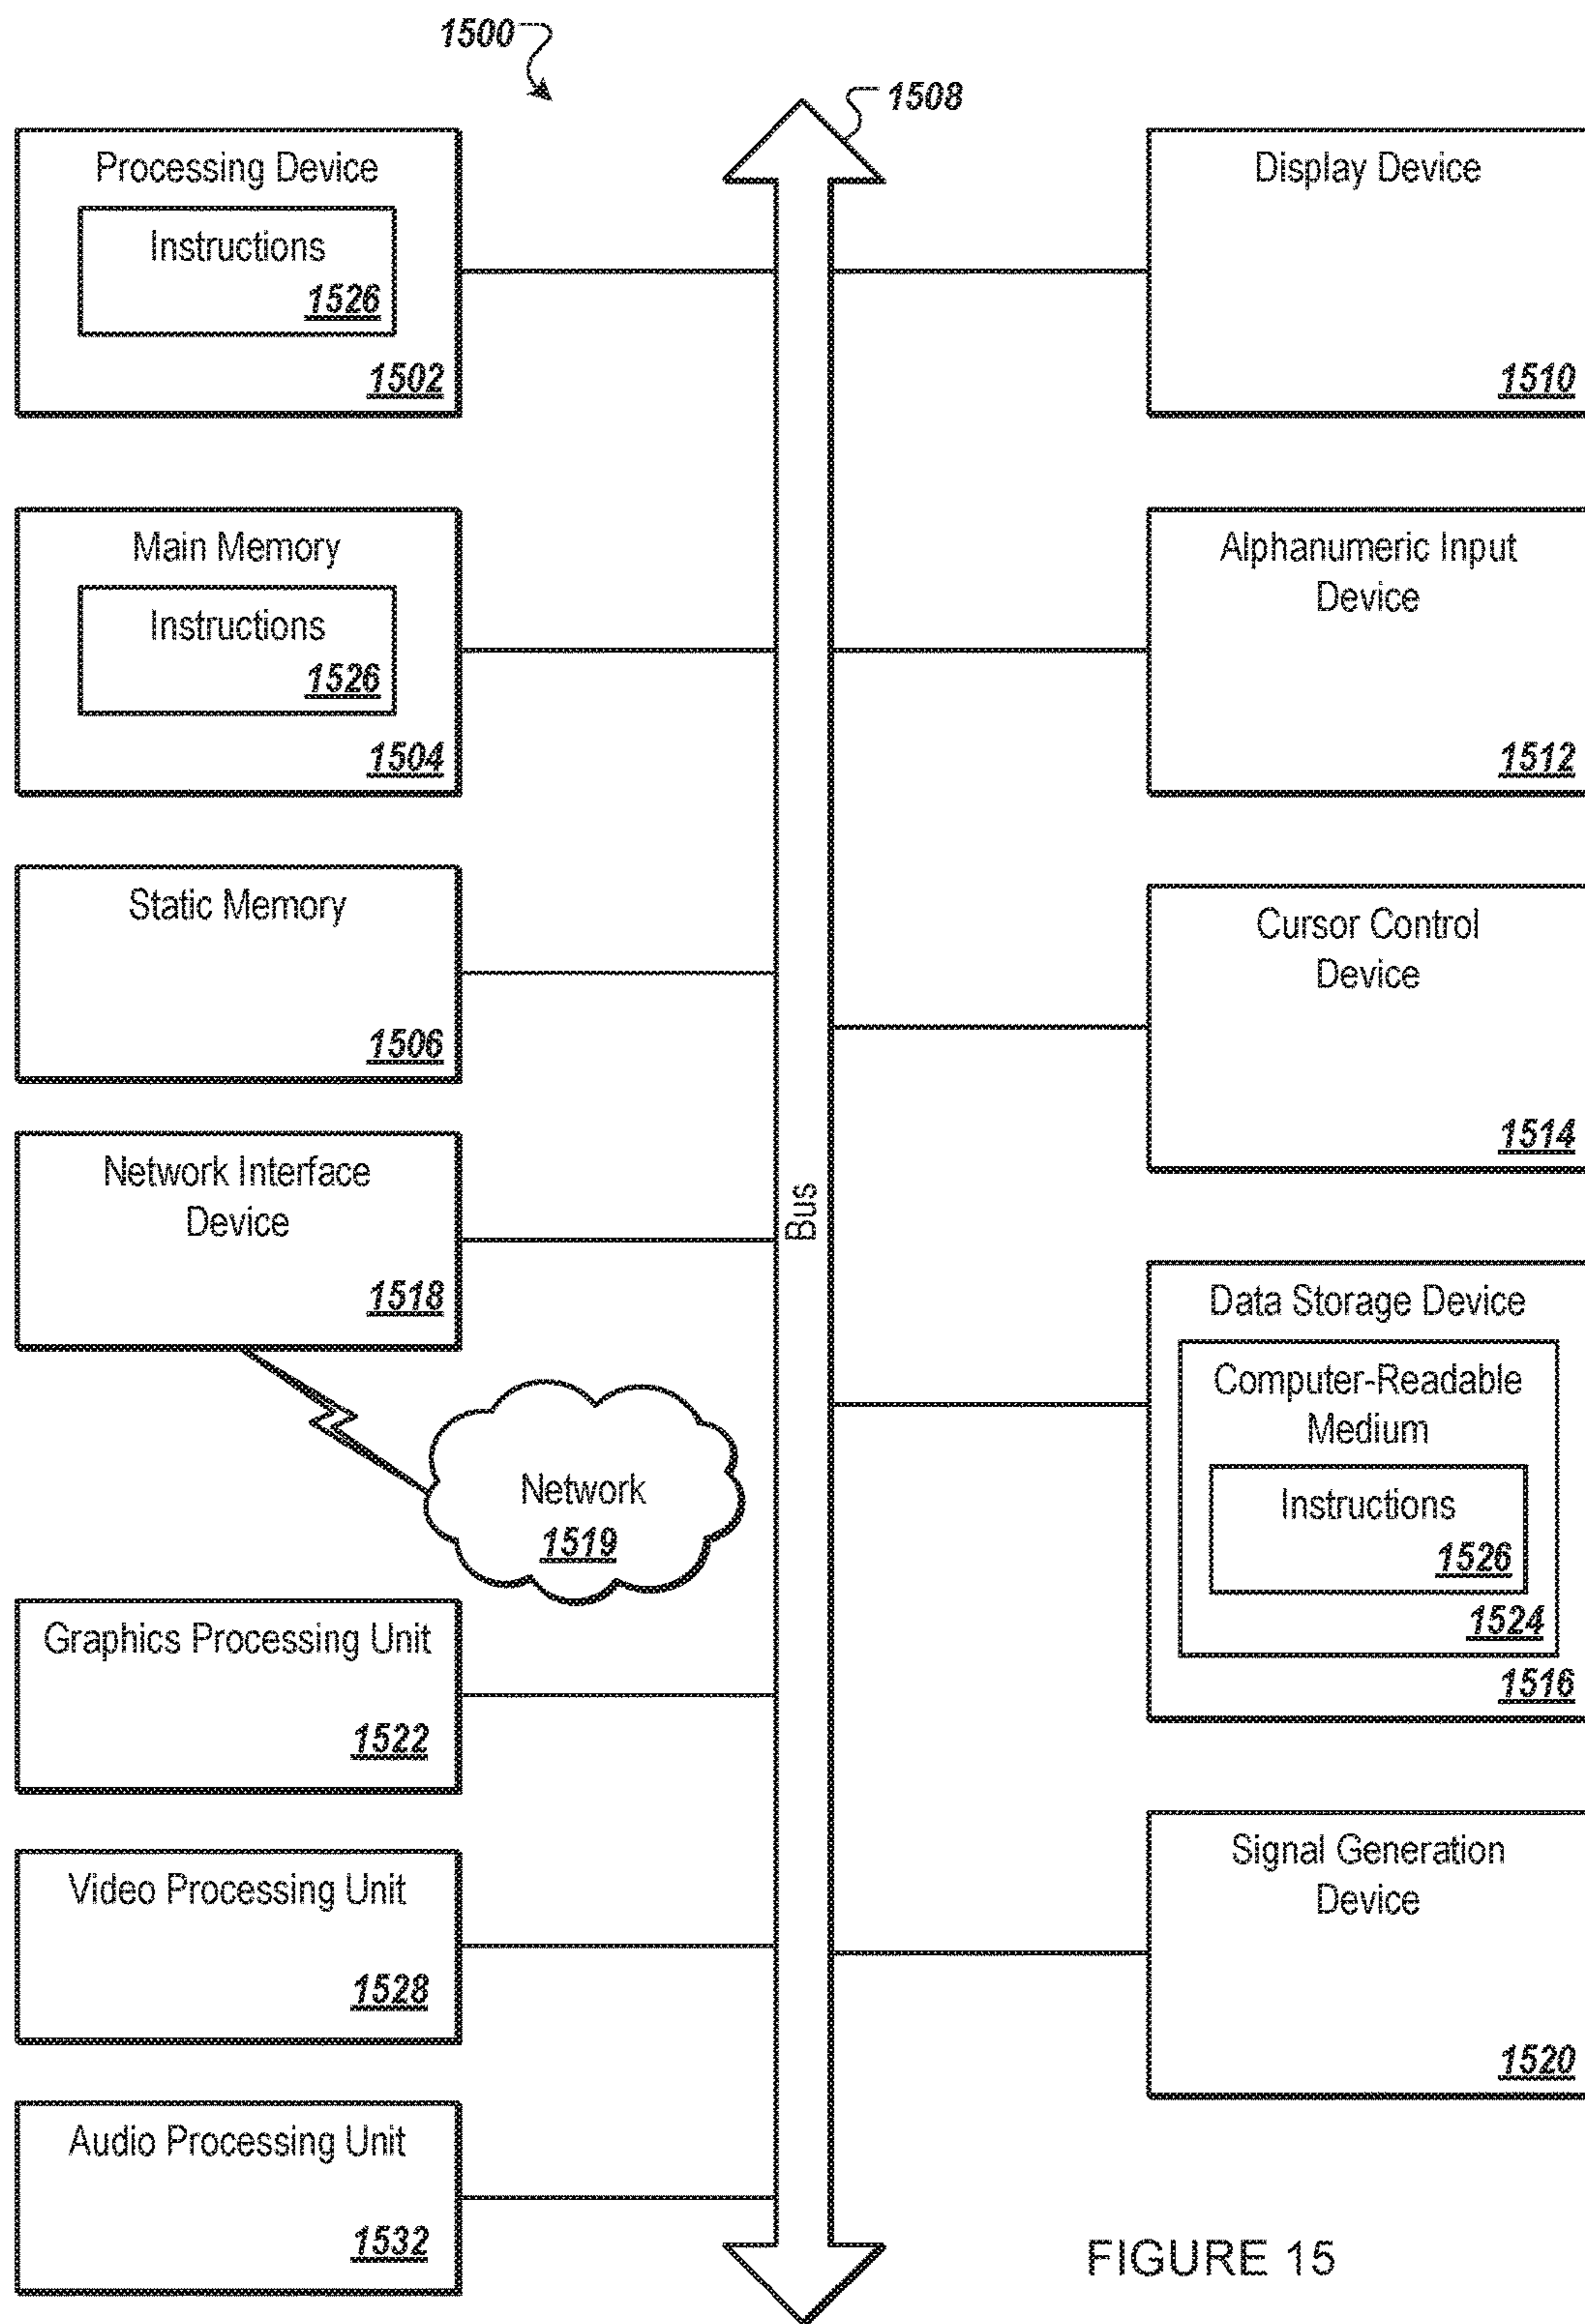 1500
1508
Processing Device
Instructions
1526
1502
Main Memory
Instructions
1526
1504
Static Memory
1506
Network Interface
Device
1518
Network
1519
Graphics Processing Unit
1522
Video Processing Unit
1528
Audio Processing Unit
1532
Bus
Display Device
1510
Alphanumeric Input
Device
1512
Cursor Control
Device
1514
Data Storage Device
Computer-Readable
Medium
Instructions
1526
1524
1516
Signal Generation
Device
1520
FIGURE 15